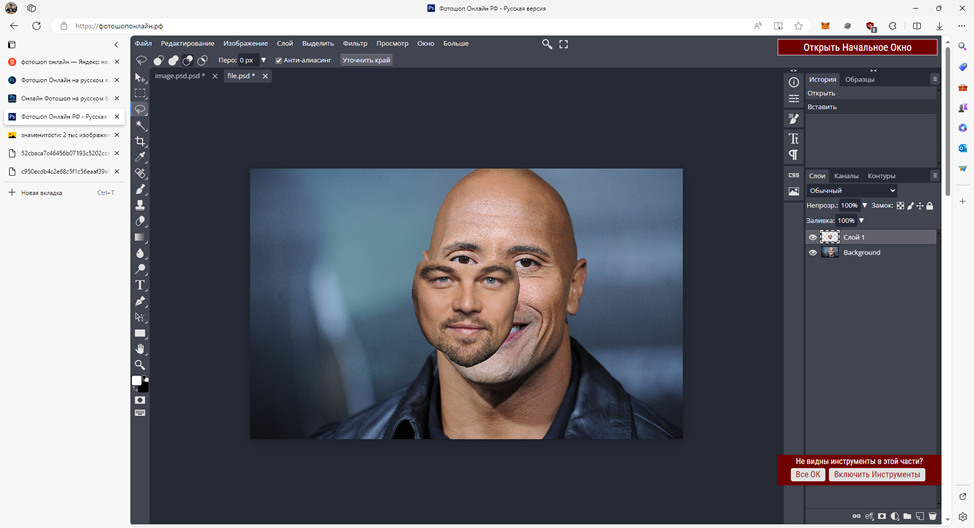 Фотошоп Онлайн РФ - Русская версия
https://фотошопонлайн.рф
Файл Редактирование Изображение Слой Выделить Фильтр Просмотр Окно Больше
Открыть Начальное Окно
фотошоп онлайн — Яндекс: на
Перо: 0 px Анти-алиасинг Уточнить край
Фотошоп Онлайн на русском
image.psd.psd * file.psd *
История Образцы
Открыть
Онлайн Фотошоп на русском б
Вставить
Фотошоп Онлайн РФ - Русская
знаменитости: 2 тыс изображен
52cbaca7c46456b07193c5202cc
c950ecdb4c2e68c5f1c56eaaf39e
CSS
Слои Каналы Контуры
Новая вкладка Ctrl+T
Обычный
Непрозр.: 100% Замок:
Заливка: 100%
Слой 1
Background
Не видны инструменты в этой части?
Все ОК Включить Инструменты
eff